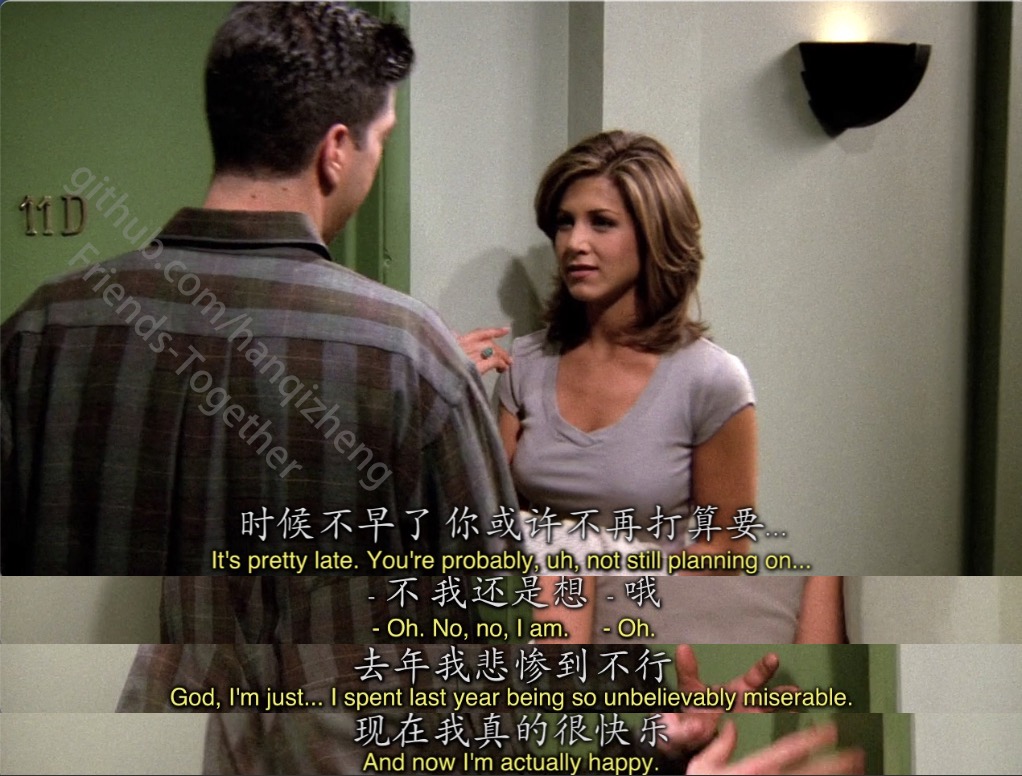 11D
github.com/hanqizheng
Friends-Together
时候不早了 你或许不再打算要...
It's pretty late. You're probably, uh, not still planning on...
- 不 我还是想 - 哦
- Oh. No, no, I am. - Oh.
去年我悲惨到不行
God, I'm just... I spent last year being so unbelievably miserable.
现在我真的很快乐
And now I'm actually happy.